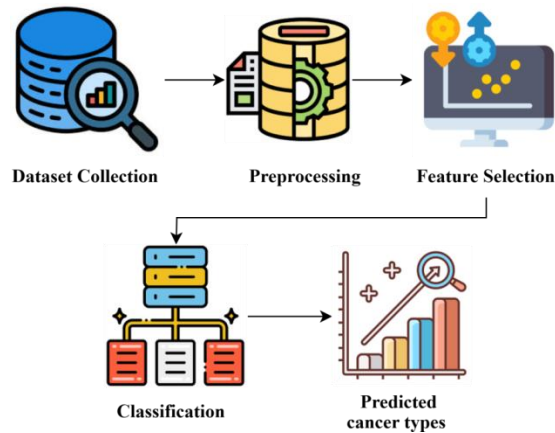 Dataset Collection
Preprocessing
Feature Selection
Classification
Predicted
cancer types